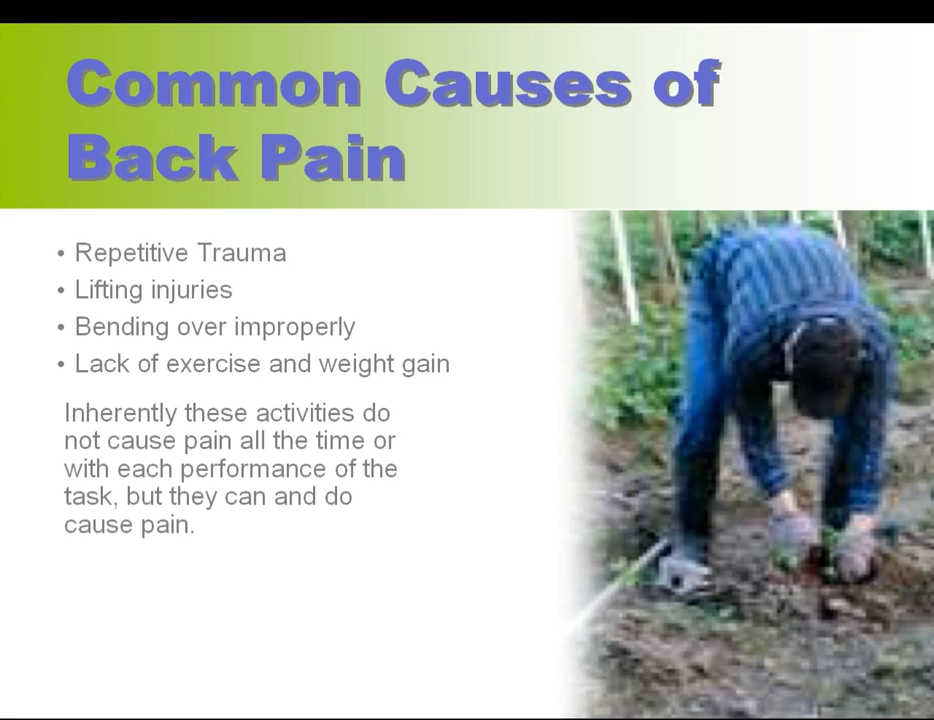 Common Causes of
Back Pain
• Repetitive Trauma
• Lifting injuries
• Bending over improperly
• Lack of exercise and weight gain
Inherently these activities do
not cause pain all the time or
with each performance of the
task, but they can and do
cause pain.